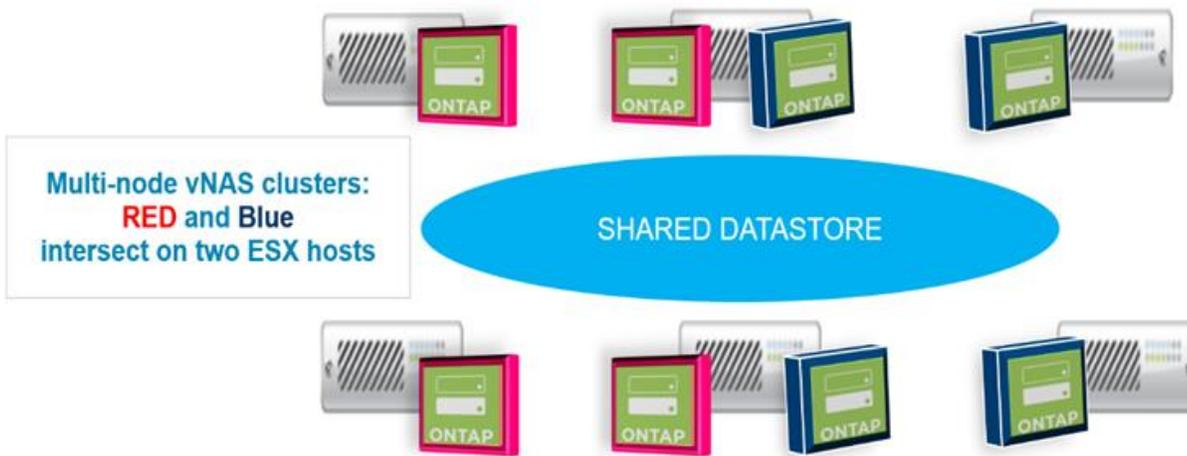 ONTAP
ONTAP
ONTAP
ONTAP
Multi-node vNAS clusters:
RED and Blue
intersect on two ESX hosts
SHARED DATASTORE
ONTAP
ONTAP
ONTAP
ONTAP